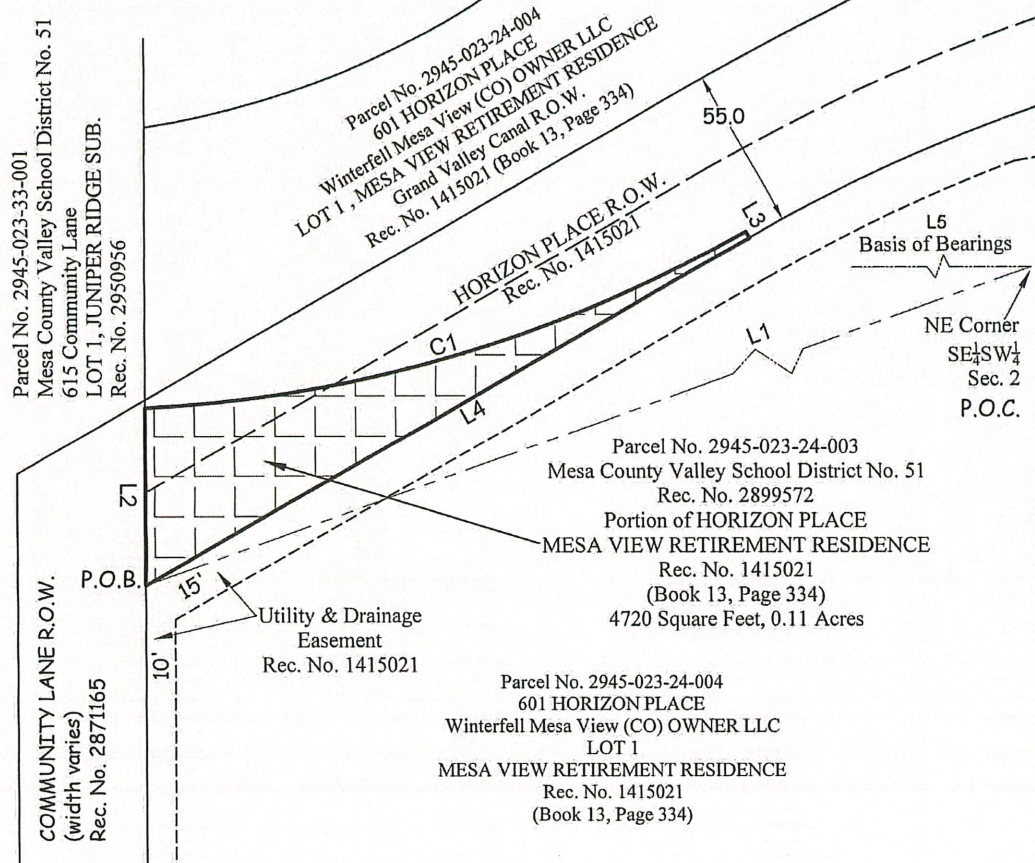 Parcel No. 2945-023-33-001
Mesa County Valley School District No. 51
615 Community Lane
LOT 1, JUNIPER RIDGE SUB.
Rec. No. 2950956
Parcel No. 2945-023-24-004
601 HORIZON PLACE
Winterfell Mesa View (CO) OWNER LLC
LOT 1 , MESA VIEW RETIREMENT RESIDENCE
Grand Valley Canal R.O.W.
Rec. No. 1415021 (Book 13, Page 334)
55.0
HORIZON PLACE R.O.W.
Rec. No. 1415021
L3
L5
Basis of Bearings
NE Corner
SE¼SW¼
Sec. 2
P.O.C.
C1
L1
L4
L2
Parcel No. 2945-023-24-003
Mesa County Valley School District No. 51
Rec. No. 2899572
Portion of HORIZON PLACE
MESA VIEW RETIREMENT RESIDENCE
Rec. No. 1415021
(Book 13, Page 334)
4720 Square Feet, 0.11 Acres
P.O.B.
15'
Utility & Drainage
Easement
Rec. No. 1415021
10'
COMMUNITY LANE R.O.W.
(width varies)
Rec. No. 2871165
Parcel No. 2945-023-24-004
601 HORIZON PLACE
Winterfell Mesa View (CO) OWNER LLC
LOT 1
MESA VIEW RETIREMENT RESIDENCE
Rec. No. 1415021
(Book 13, Page 334)